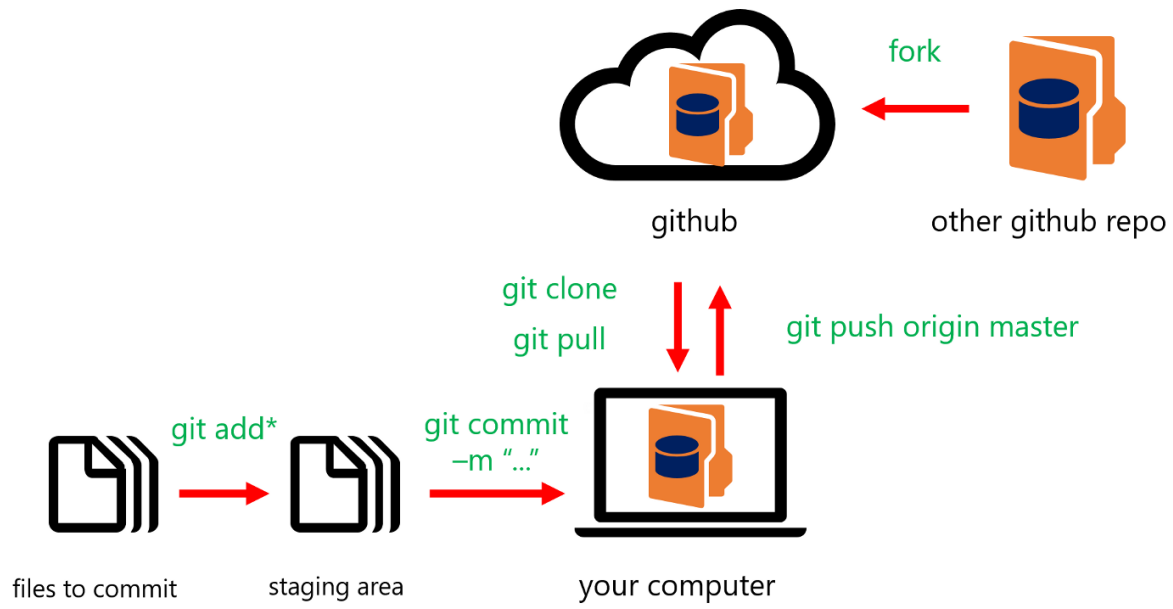 fork
github
other github repo
git clone
git pull
git push origin master
git add*
git commit
–m “...”
files to commit
staging area
your computer